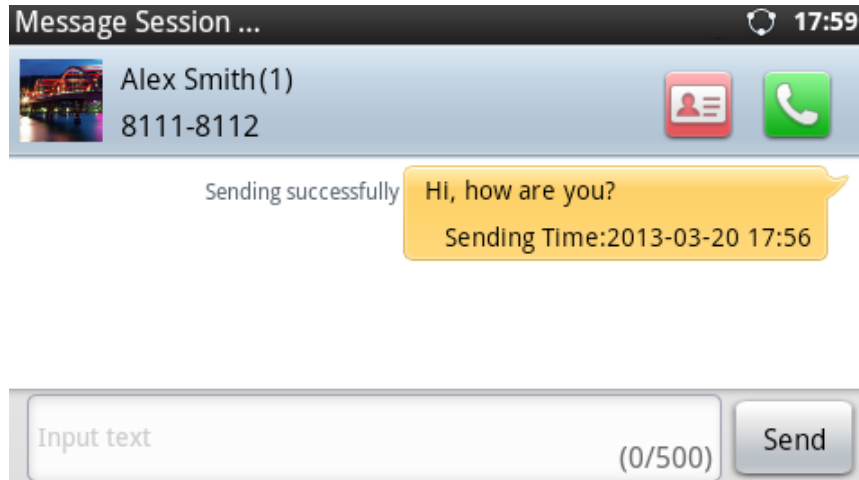 Message Session ...
17:59
Alex Smith(1)
8111-8112
Sending successfully
Hi, how are you?
Sending Time:2013-03-20 17:56
Input text
(0/500)
Send